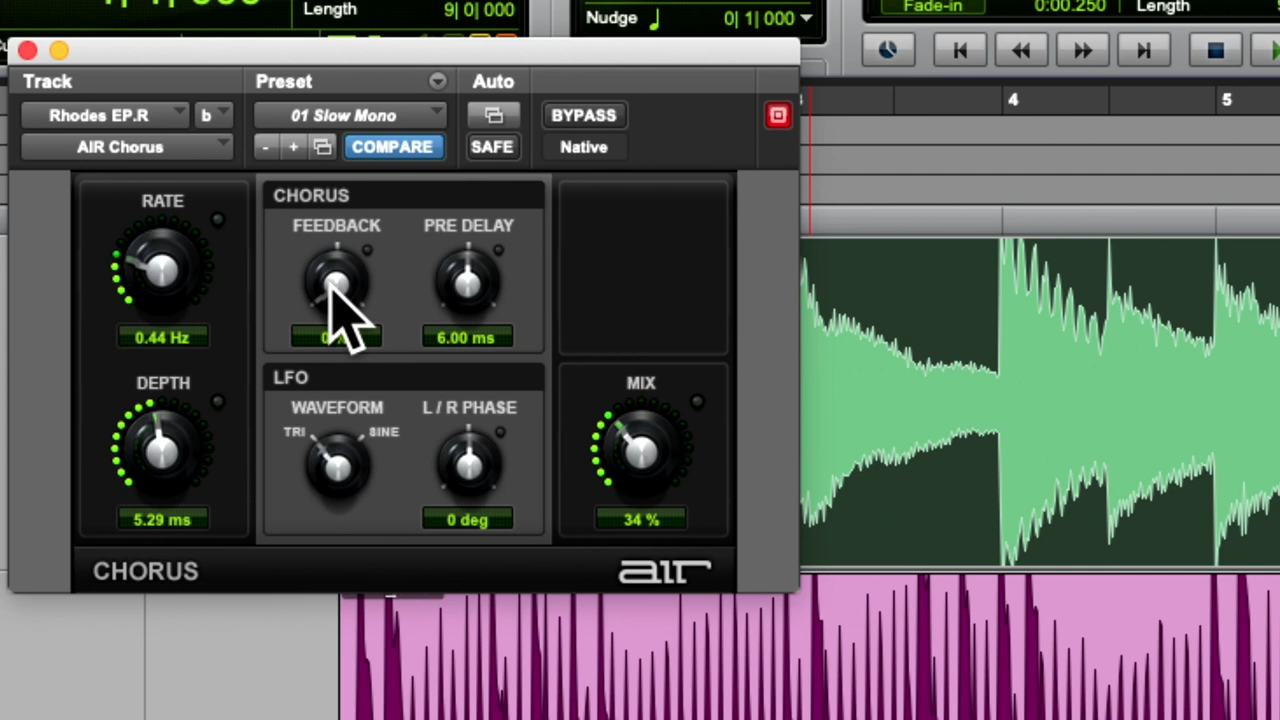 Length 9| 0| 000
Nudge 0| 1| 000
Fade-in 0:00.250 Length
Track Preset Auto
Rhodes EP.R b 01 Slow Mono BYPASS
AIR Chorus - + COMPARE SAFE Native
4 5
RATE
0.44 Hz
DEPTH
5.29 ms
CHORUS
FEEDBACK PRE DELAY
6.00 ms
LFO
WAVEFORM L / R PHASE
TRI SINE
0 deg
MIX
34 %
CHORUS air